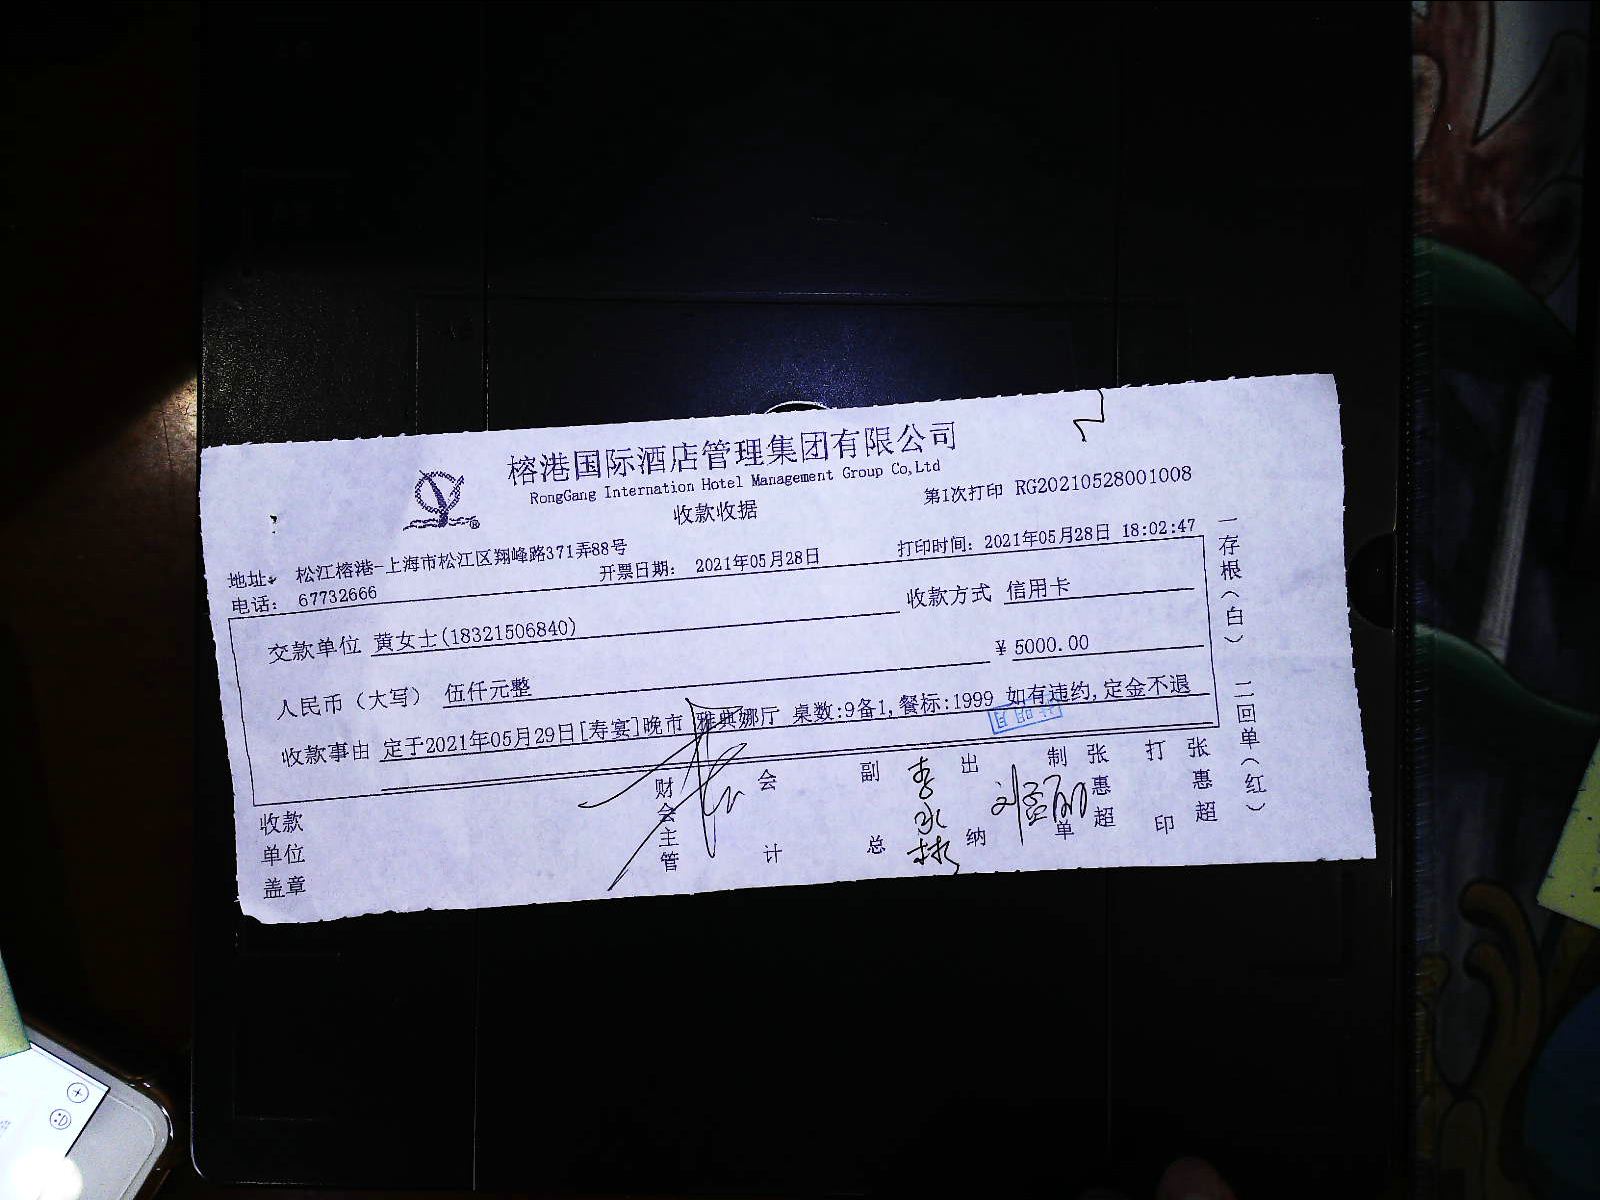 榕港国际酒店管理集团有限公司
RongGang Internation Hotel Management Group Co,Ltd
收款收据
第1次打印 RG20210528001008
地址: 松江榕港-上海市松江区翔峰路371弄88号
电话: 67732666
开票日期: 2021年05月28日
打印时间: 2021年05月28日 18:02:47
交款单位 黄女士(18321506840)
收款方式 信用卡
人民币（大写） 伍仟元整
¥ 5000.00
收款事由 定于2021年05月29日[寿宴]晚市 雅典娜厅 桌数:9备1,餐标:1999 如有违约,定金不退
收款单位盖章
财会主管
会计
副总 李永彬
出纳
制单 张惠超
打印 张惠超
一存根（白） 二回单（红）